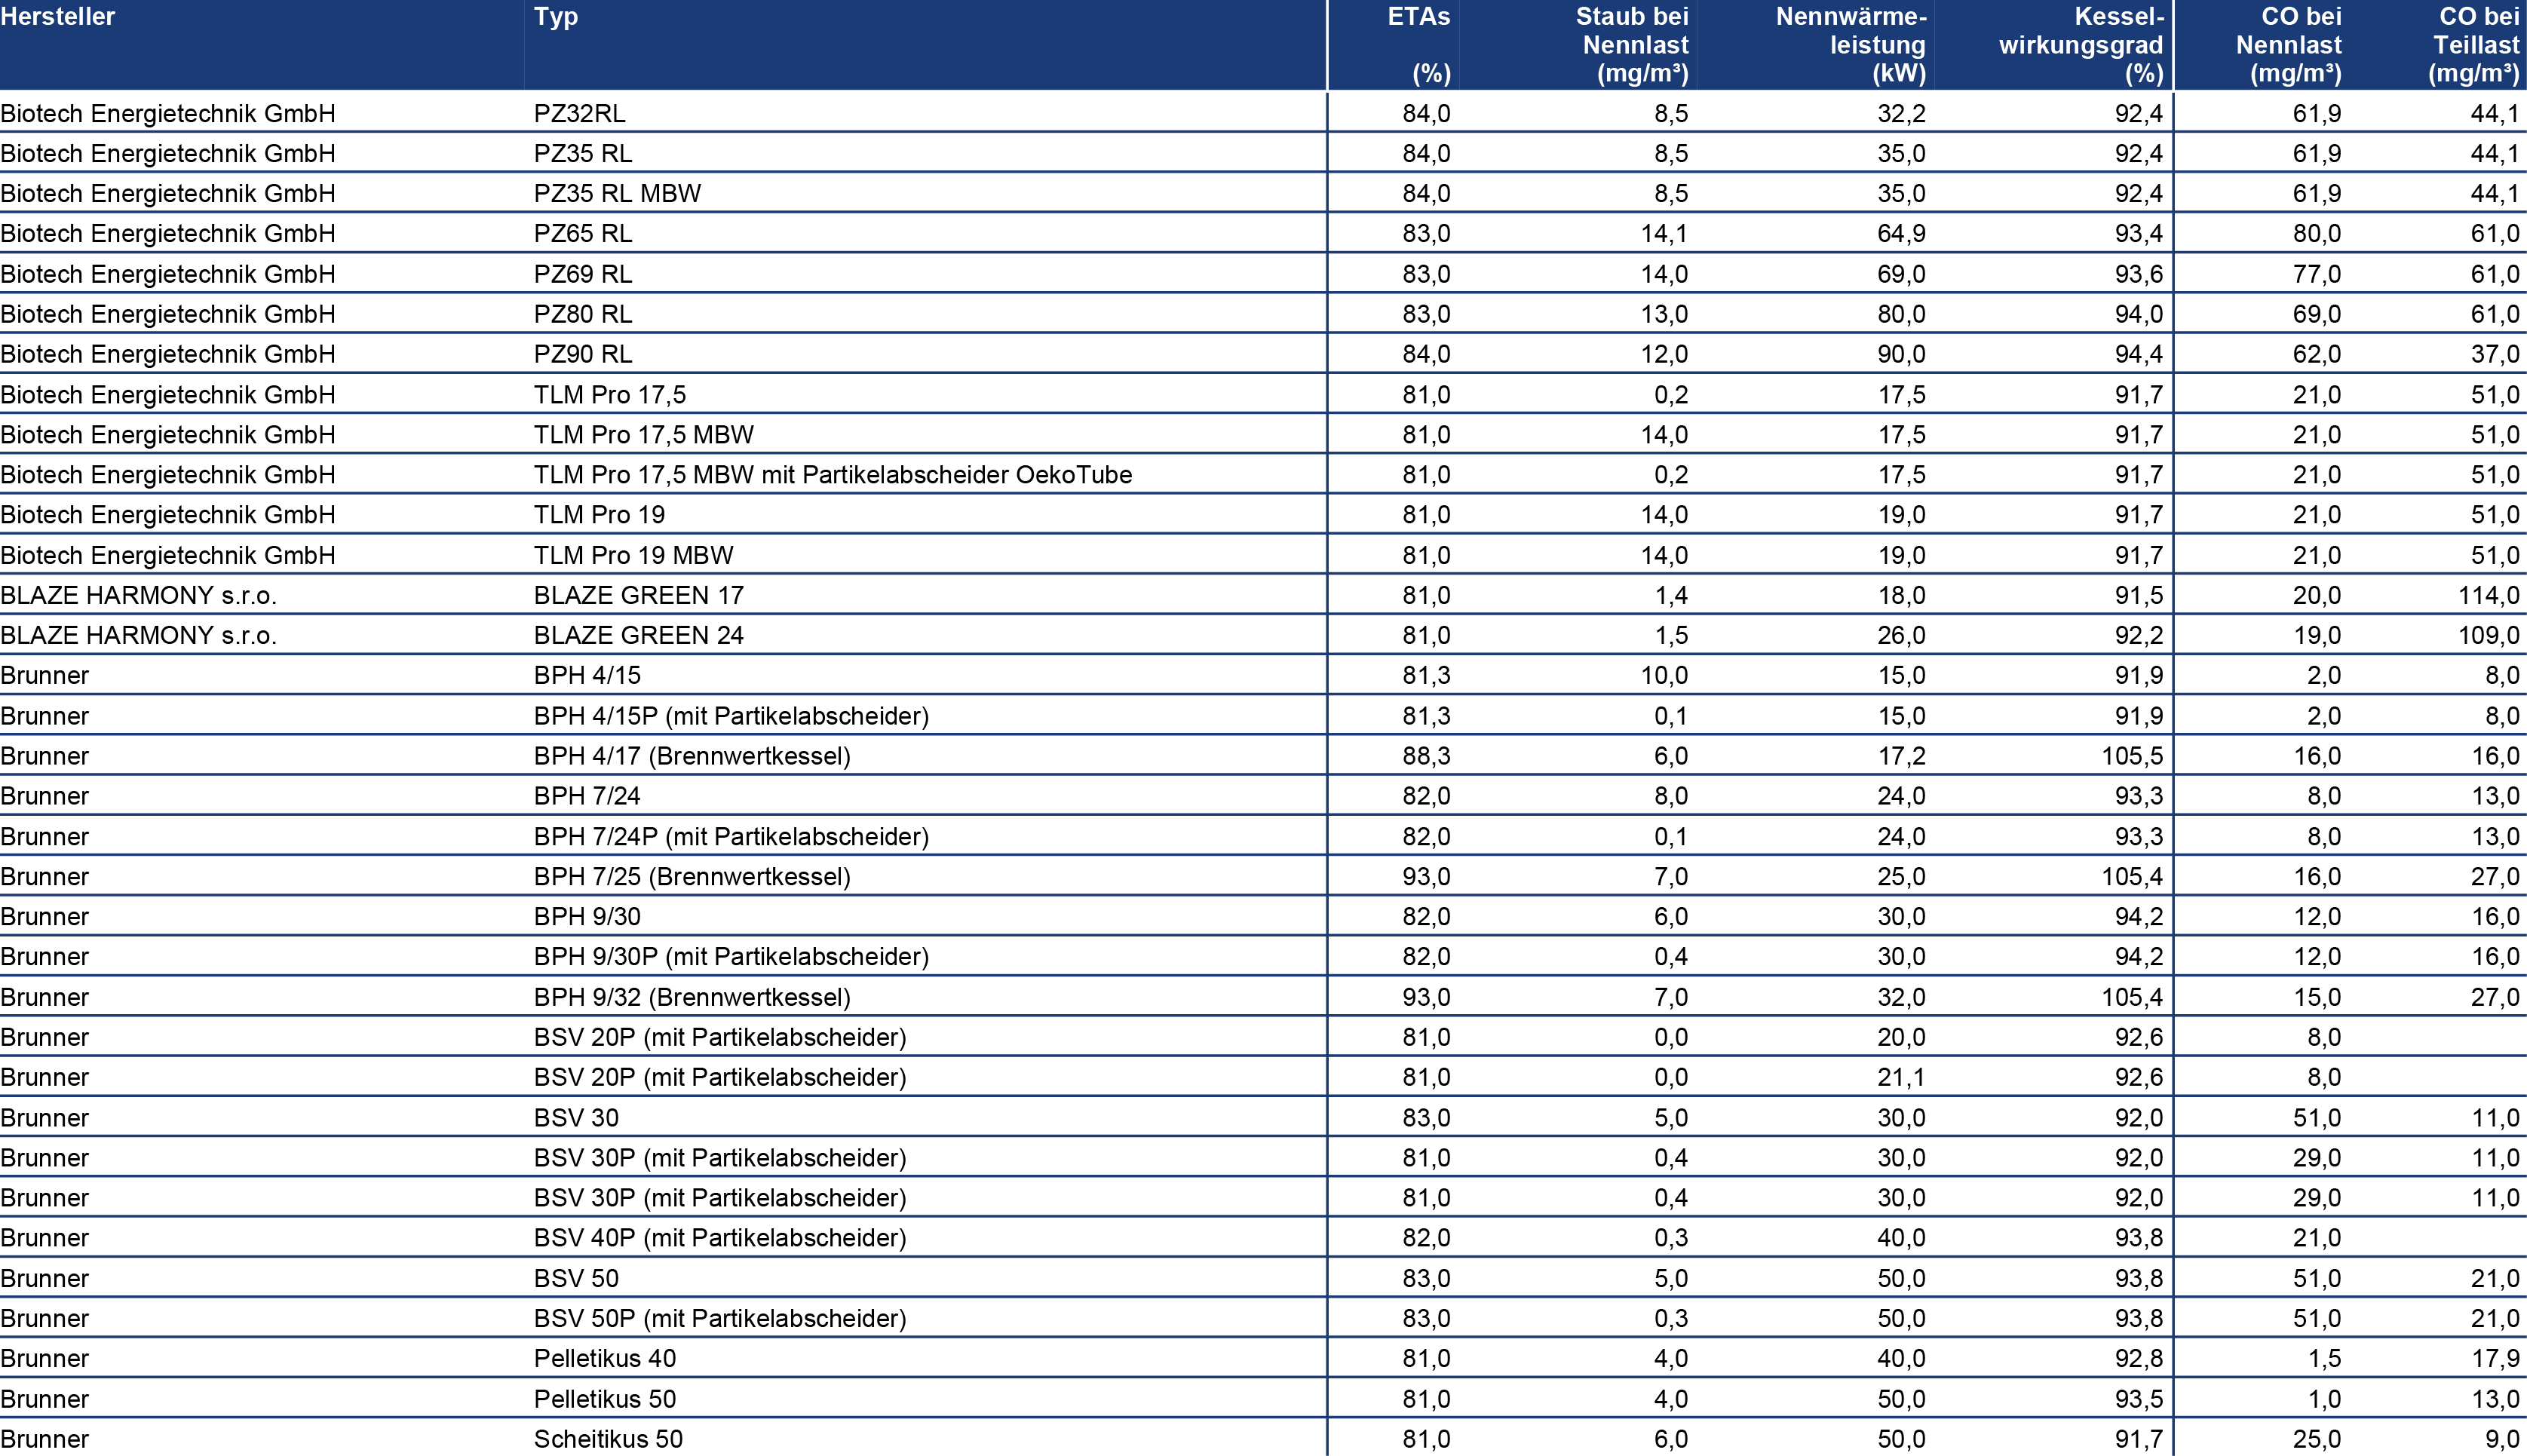 Hersteller Typ ETAs (%) Staub bei Nennlast (mg/m³) Nennwärme-leistung (kW) Kessel-wirkungsgrad (%) CO bei Nennlast (mg/m³) CO bei Teillast (mg/m³)
Biotech Energietechnik GmbH PZ32RL 84,0 8,5 32,2 92,4 61,9 44,1
Biotech Energietechnik GmbH PZ35 RL 84,0 8,5 35,0 92,4 61,9 44,1
Biotech Energietechnik GmbH PZ35 RL MBW 84,0 8,5 35,0 92,4 61,9 44,1
Biotech Energietechnik GmbH PZ65 RL 83,0 14,1 64,9 93,4 80,0 61,0
Biotech Energietechnik GmbH PZ69 RL 83,0 14,0 69,0 93,6 77,0 61,0
Biotech Energietechnik GmbH PZ80 RL 83,0 13,0 80,0 94,0 69,0 61,0
Biotech Energietechnik GmbH PZ90 RL 84,0 12,0 90,0 94,4 62,0 37,0
Biotech Energietechnik GmbH TLM Pro 17,5 81,0 0,2 17,5 91,7 21,0 51,0
Biotech Energietechnik GmbH TLM Pro 17,5 MBW 81,0 14,0 17,5 91,7 21,0 51,0
Biotech Energietechnik GmbH TLM Pro 17,5 MBW mit Partikelabscheider OekoTube 81,0 0,2 17,5 91,7 21,0 51,0
Biotech Energietechnik GmbH TLM Pro 19 81,0 14,0 19,0 91,7 21,0 51,0
Biotech Energietechnik GmbH TLM Pro 19 MBW 81,0 14,0 19,0 91,7 21,0 51,0
BLAZE HARMONY s.r.o. BLAZE GREEN 17 81,0 1,4 18,0 91,5 20,0 114,0
BLAZE HARMONY s.r.o. BLAZE GREEN 24 81,0 1,5 26,0 92,2 19,0 109,0
Brunner BPH 4/15 81,3 10,0 15,0 91,9 2,0 8,0
Brunner BPH 4/15P (mit Partikelabscheider) 81,3 0,1 15,0 91,9 2,0 8,0
Brunner BPH 4/17 (Brennwertkessel) 88,3 6,0 17,2 105,5 16,0 16,0
Brunner BPH 7/24 82,0 8,0 24,0 93,3 8,0 13,0
Brunner BPH 7/24P (mit Partikelabscheider) 82,0 0,1 24,0 93,3 8,0 13,0
Brunner BPH 7/25 (Brennwertkessel) 93,0 7,0 25,0 105,4 16,0 27,0
Brunner BPH 9/30 82,0 6,0 30,0 94,2 12,0 16,0
Brunner BPH 9/30P (mit Partikelabscheider) 82,0 0,4 30,0 94,2 12,0 16,0
Brunner BPH 9/32 (Brennwertkessel) 93,0 7,0 32,0 105,4 15,0 27,0
Brunner BSV 20P (mit Partikelabscheider) 81,0 0,0 20,0 92,6 8,0
Brunner BSV 20P (mit Partikelabscheider) 81,0 0,0 21,1 92,6 8,0
Brunner BSV 30 83,0 5,0 30,0 92,0 51,0 11,0
Brunner BSV 30P (mit Partikelabscheider) 81,0 0,4 30,0 92,0 29,0 11,0
Brunner BSV 30P (mit Partikelabscheider) 81,0 0,4 30,0 92,0 29,0 11,0
Brunner BSV 40P (mit Partikelabscheider) 82,0 0,3 40,0 93,8 21,0
Brunner BSV 50 83,0 5,0 50,0 93,8 51,0 21,0
Brunner BSV 50P (mit Partikelabscheider) 83,0 0,3 50,0 93,8 51,0 21,0
Brunner Pelletikus 40 81,0 4,0 40,0 92,8 1,5 17,9
Brunner Pelletikus 50 81,0 4,0 50,0 93,5 1,0 13,0
Brunner Scheitikus 50 81,0 6,0 50,0 91,7 25,0 9,0